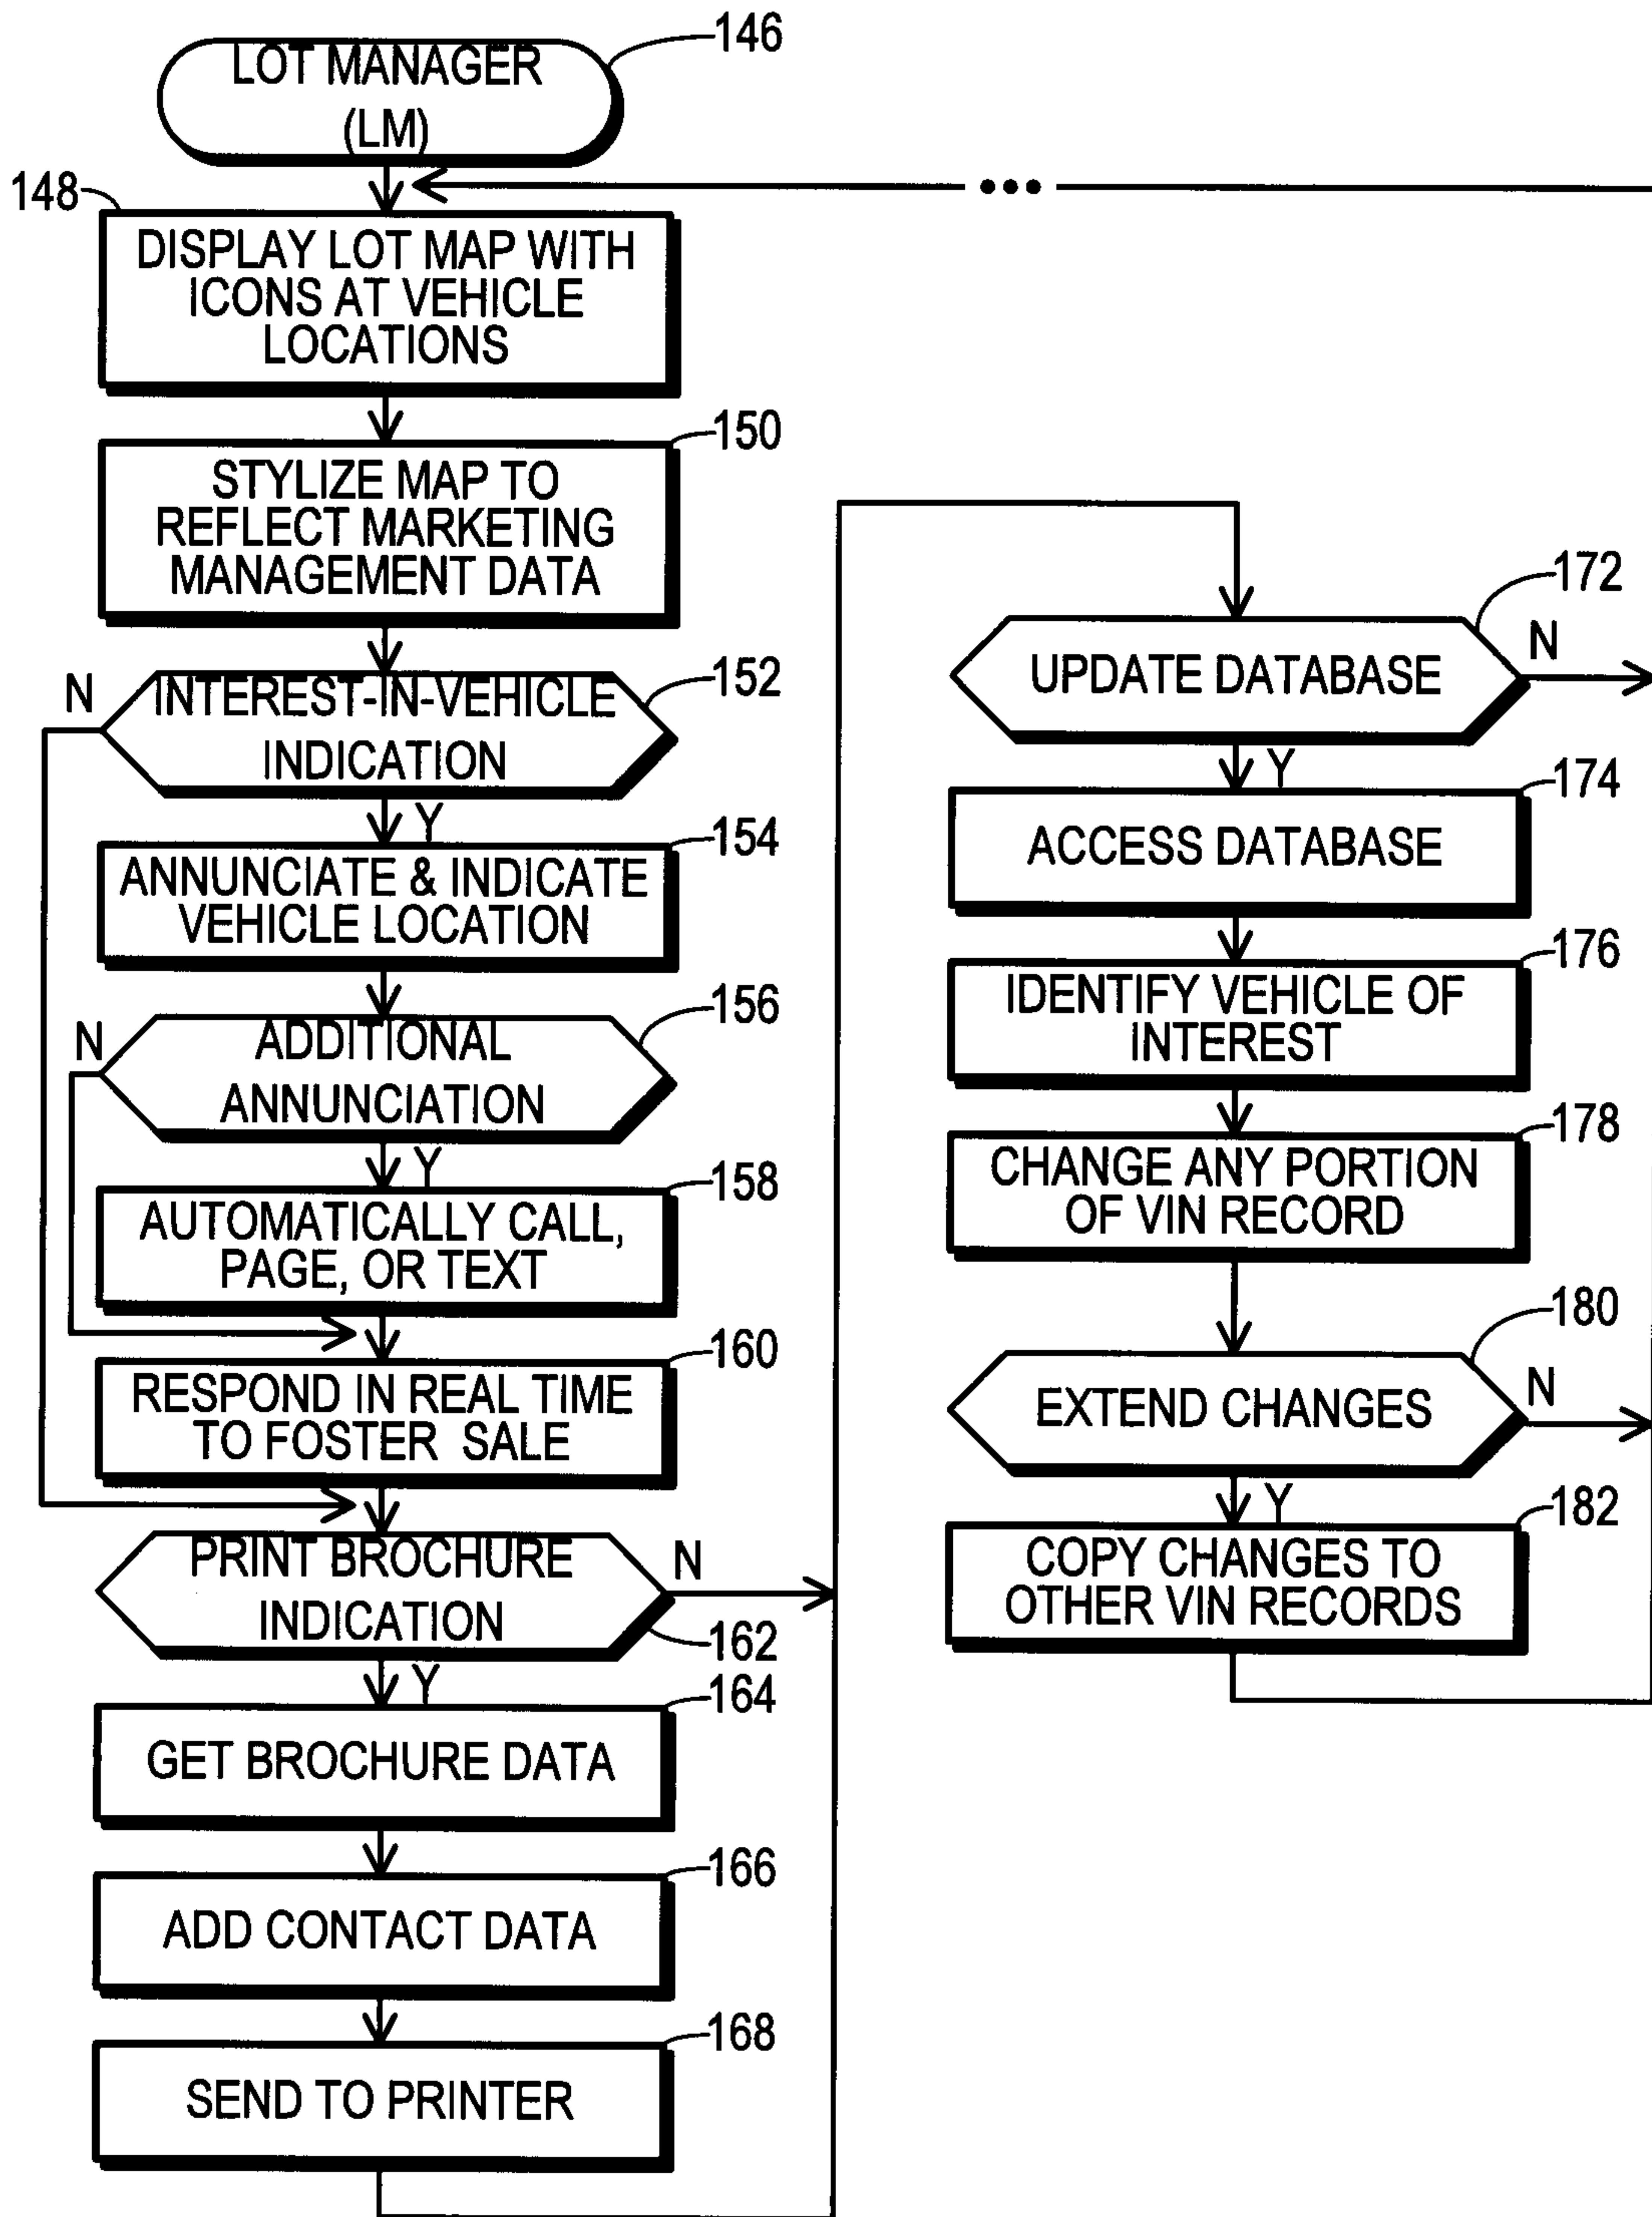 LOT MANAGER
(LM)
146
148
DISPLAY LOT MAP WITH
ICONS AT VEHICLE
LOCATIONS
150
STYLIZE MAP TO
REFLECT MARKETING
MANAGEMENT DATA
N
INTEREST-IN-VEHICLE
INDICATION
152
Y
154
ANNUNCIATE & INDICATE
VEHICLE LOCATION
N
ADDITIONAL
ANNUNCIATION
156
Y
158
AUTOMATICALLY CALL,
PAGE, OR TEXT
160
RESPOND IN REAL TIME
TO FOSTER SALE
PRINT BROCHURE
INDICATION
N
162
Y
164
GET BROCHURE DATA
166
ADD CONTACT DATA
168
SEND TO PRINTER
172
UPDATE DATABASE
N
Y
174
ACCESS DATABASE
176
IDENTIFY VEHICLE OF
INTEREST
178
CHANGE ANY PORTION
OF VIN RECORD
180
EXTEND CHANGES
N
Y
182
COPY CHANGES TO
OTHER VIN RECORDS